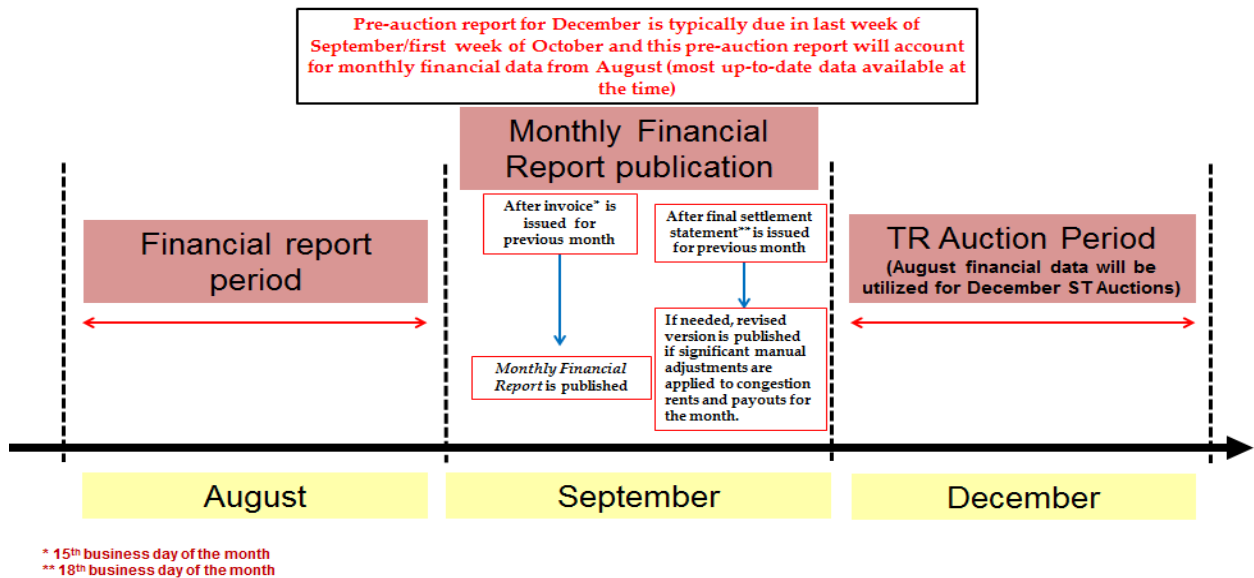 Pre-auction report for December is typically due in last week of
September/first week of October and this pre-auction report will account
for monthly financial data from August (most up-to-date data available at
the time)
Monthly Financial
Report publication
After invoice* is
issued for
previous month
After final settlement
statement** is issued
for previous month
Financial report
period
TR Auction Period
(August financial data will be
utilized for December ST Auctions)
Monthly Financial
Report is published
If needed, revised
version is published
if significant manual
adjustments are
applied to congestion
rents and payouts for
the month.
August
September
December
* 15th business day of the month
** 18th business day of the month